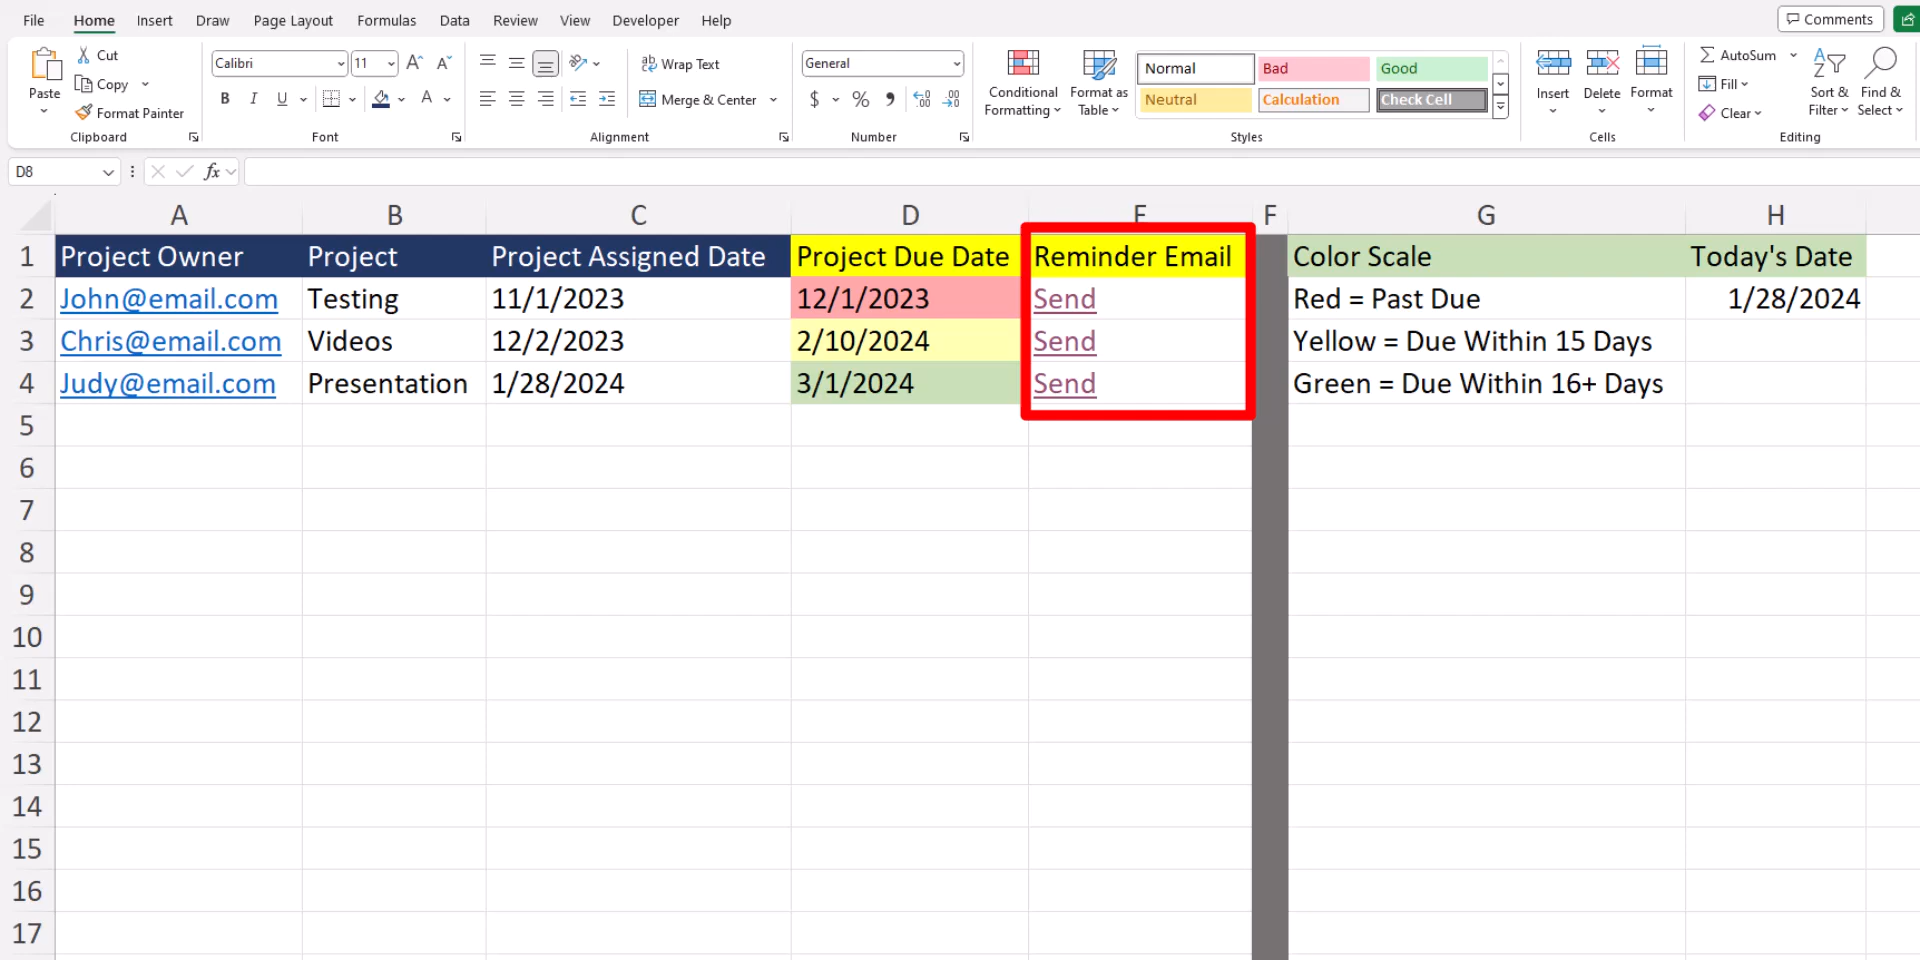 File Home Insert Draw Page Layout Formulas Data Review View Developer Help Comments
Paste Cut Copy Format Painter Clipboard
Calibri 11 A A B I U A Font
ab Wrap Text Merge & Center Alignment
General $ % , .00 .00 Number
Conditional Formatting Format as Table
Normal Bad Good
Neutral Calculation Check Cell
Styles
Insert Delete Format Cells
AutoSum Fill Clear Sort & Filter Find & Select Editing
D8 fx
A B C D E F G H
1 Project Owner Project Project Assigned Date Project Due Date Reminder Email Color Scale Today's Date
2 John@email.com Testing 11/1/2023 12/1/2023 Send Red = Past Due 1/28/2024
3 Chris@email.com Videos 12/2/2023 2/10/2024 Send Yellow = Due Within 15 Days
4 Judy@email.com Presentation 1/28/2024 3/1/2024 Send Green = Due Within 16+ Days
5
6
7
8
9
10
11
12
13
14
15
16
17